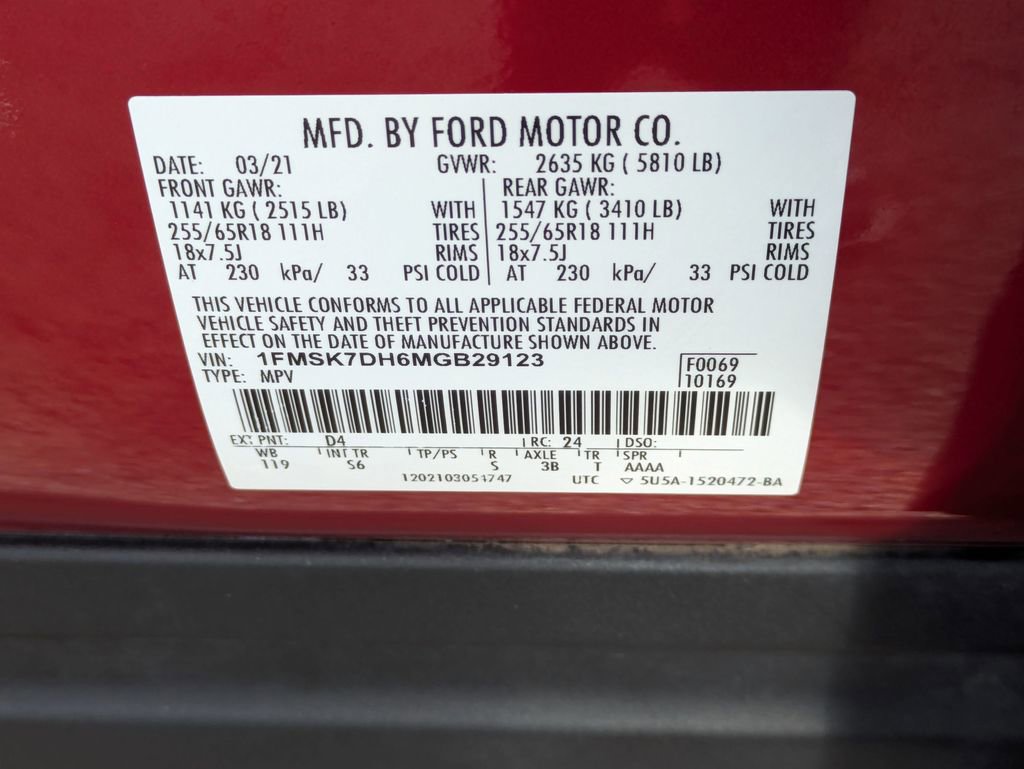 MFD. BY FORD MOTOR CO.
DATE: 03/21 GVWR: 2635 KG ( 5810 LB)
FRONT GAWR: REAR GAWR:
1141 KG ( 2515 LB) WITH 1547 KG ( 3410 LB) WITH
255/65R18 111H TIRES 255/65R18 111H TIRES
18x7.5J RIMS 18x7.5J RIMS
AT 230 kPa/ 33 PSI COLD AT 230 kPa/ 33 PSI COLD
THIS VEHICLE CONFORMS TO ALL APPLICABLE FEDERAL MOTOR
VEHICLE SAFETY AND THEFT PREVENTION STANDARDS IN
EFFECT ON THE DATE OF MANUFACTURE SHOWN ABOVE.
VIN: 1FMSK7DH6MGB29123 F0069
TYPE: MPV 10169
EXT PNT: D4 RC: 24 DSO:
WB INT TR TP/PS R AXLE TR SPR
119 S6 S 3B T AAAA
1202103051747 UTC ▽ 5U5A-1520472-BA